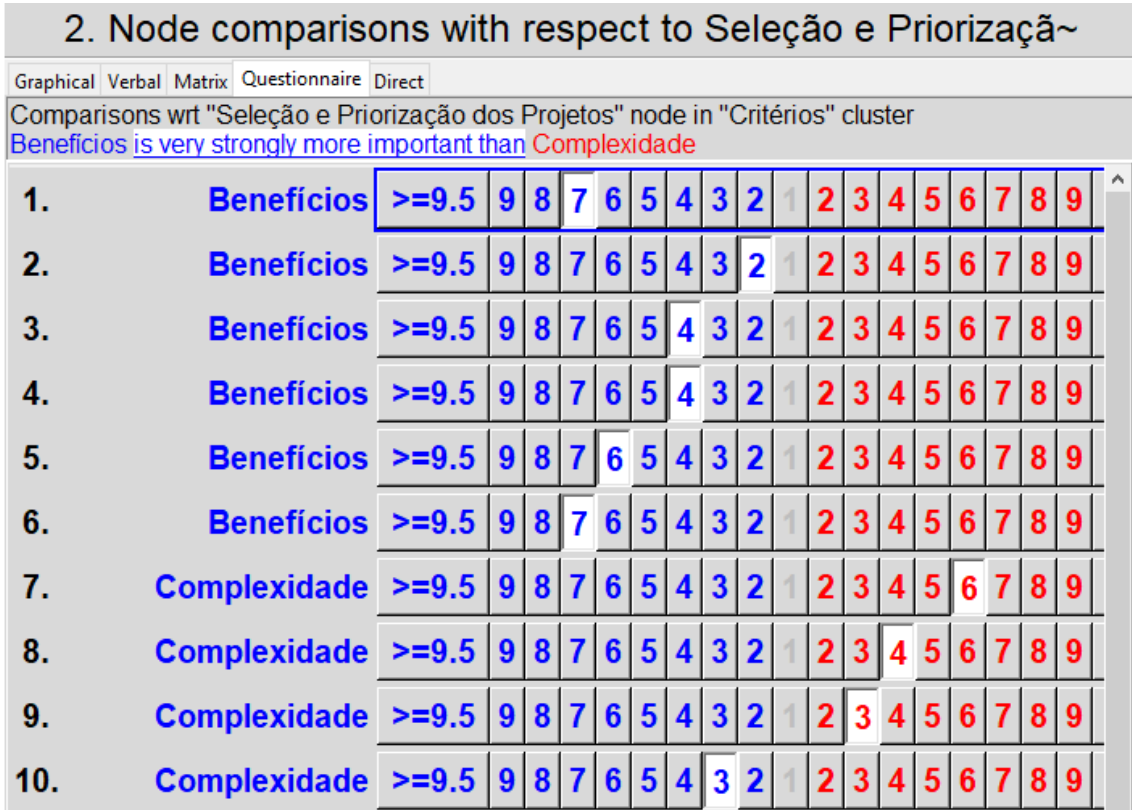 2. Node comparisons with respect to Seleção e Priorizaçã~
Graphical Verbal Matrix Questionnaire Direct
Comparisons wrt "Seleção e Priorização dos Projetos" node in "Critérios" cluster
Benefícios is very strongly more important than Complexidade
1. Benefícios >=9.5 9 8 7 6 5 4 3 2 1 2 3 4 5 6 7 8 9
2. Benefícios >=9.5 9 8 7 6 5 4 3 2 1 2 3 4 5 6 7 8 9
3. Benefícios >=9.5 9 8 7 6 5 4 3 2 1 2 3 4 5 6 7 8 9
4. Benefícios >=9.5 9 8 7 6 5 4 3 2 1 2 3 4 5 6 7 8 9
5. Benefícios >=9.5 9 8 7 6 5 4 3 2 1 2 3 4 5 6 7 8 9
6. Benefícios >=9.5 9 8 7 6 5 4 3 2 1 2 3 4 5 6 7 8 9
7. Complexidade >=9.5 9 8 7 6 5 4 3 2 1 2 3 4 5 6 7 8 9
8. Complexidade >=9.5 9 8 7 6 5 4 3 2 1 2 3 4 5 6 7 8 9
9. Complexidade >=9.5 9 8 7 6 5 4 3 2 1 2 3 4 5 6 7 8 9
10. Complexidade >=9.5 9 8 7 6 5 4 3 2 1 2 3 4 5 6 7 8 9